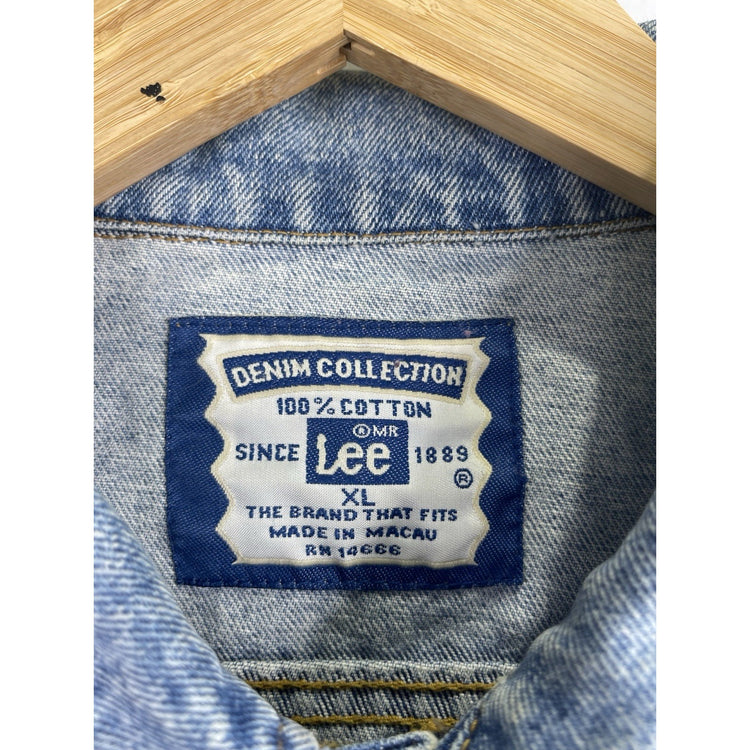 DENIM COLLECTION
100% COTTON
®MR
SINCE Lee 1889
®
XL
THE BRAND THAT FITS
MADE IN MACAU
RN 14666